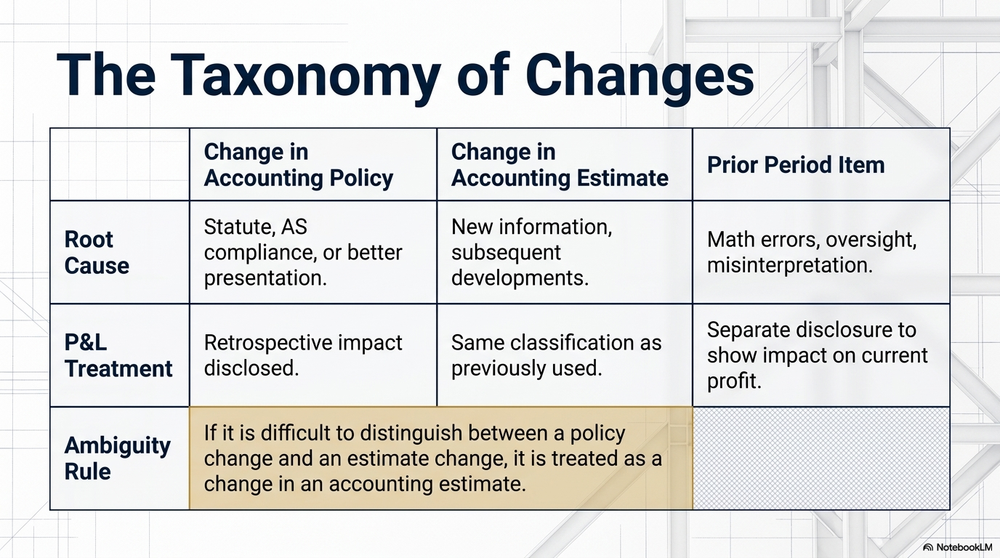 The Taxonomy of Changes
Change in
Accounting Policy
Change in
Accounting Estimate
Prior Period Item
Root
Cause
Statute, AS
compliance, or better
presentation.
New information,
subsequent
developments.
Math errors, oversight,
misinterpretation.
P&L
Treatment
Retrospective impact
disclosed.
Same classification as
previously used.
Separate disclosure to
show impact on current
profit.
Ambiguity
Rule
If it is difficult to distinguish between a policy
change and an estimate change, it is treated as a
change in an accounting estimate.
NotebookLM